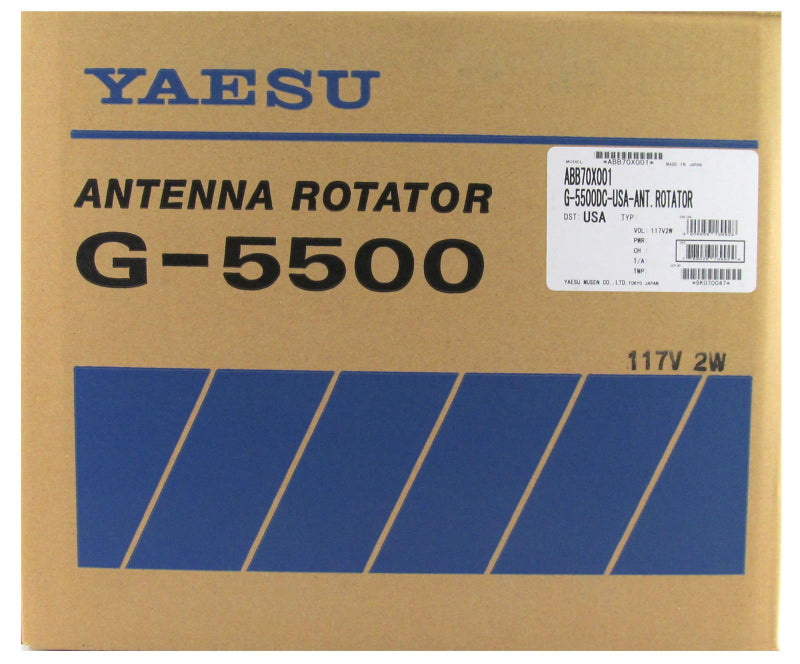 YAESU
ANTENNA ROTATOR
G-5500
MODEL *ABB70X001* MADE IN JAPAN
ABB70X001
G-5500DC-USA-ANT.ROTATOR
DST: USA TYP:
VOL: 117V2W
PWR:
CH :
T/A:
TMP:
*9K070047*
YAESU MUSEN CO.,LTD. TOKYO JAPAN
117V 2W